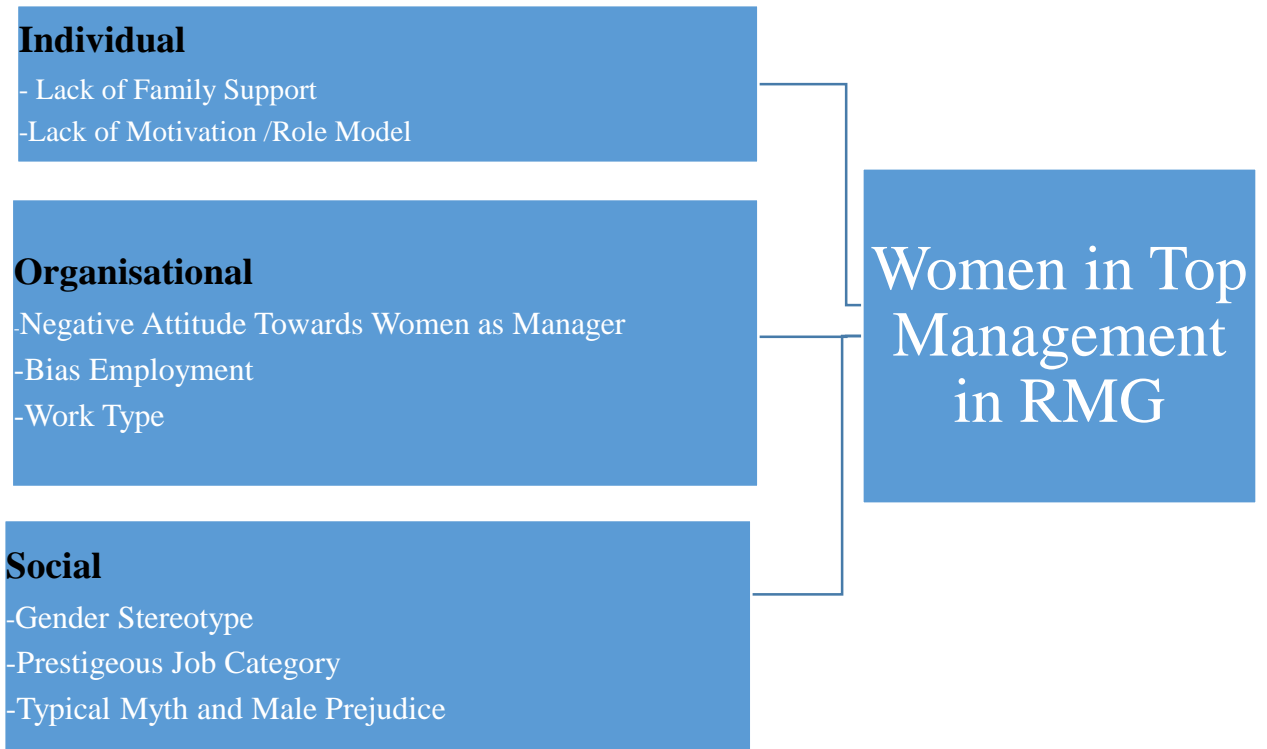 Individual
- Lack of Family Support
-Lack of Motivation /Role Model
Organisational
-Negative Attitude Towards Women as Manager
-Bias Employment
-Work Type
Social
-Gender Stereotype
-Prestigeous Job Category
-Typical Myth and Male Prejudice
Women in Top
Management
in RMG